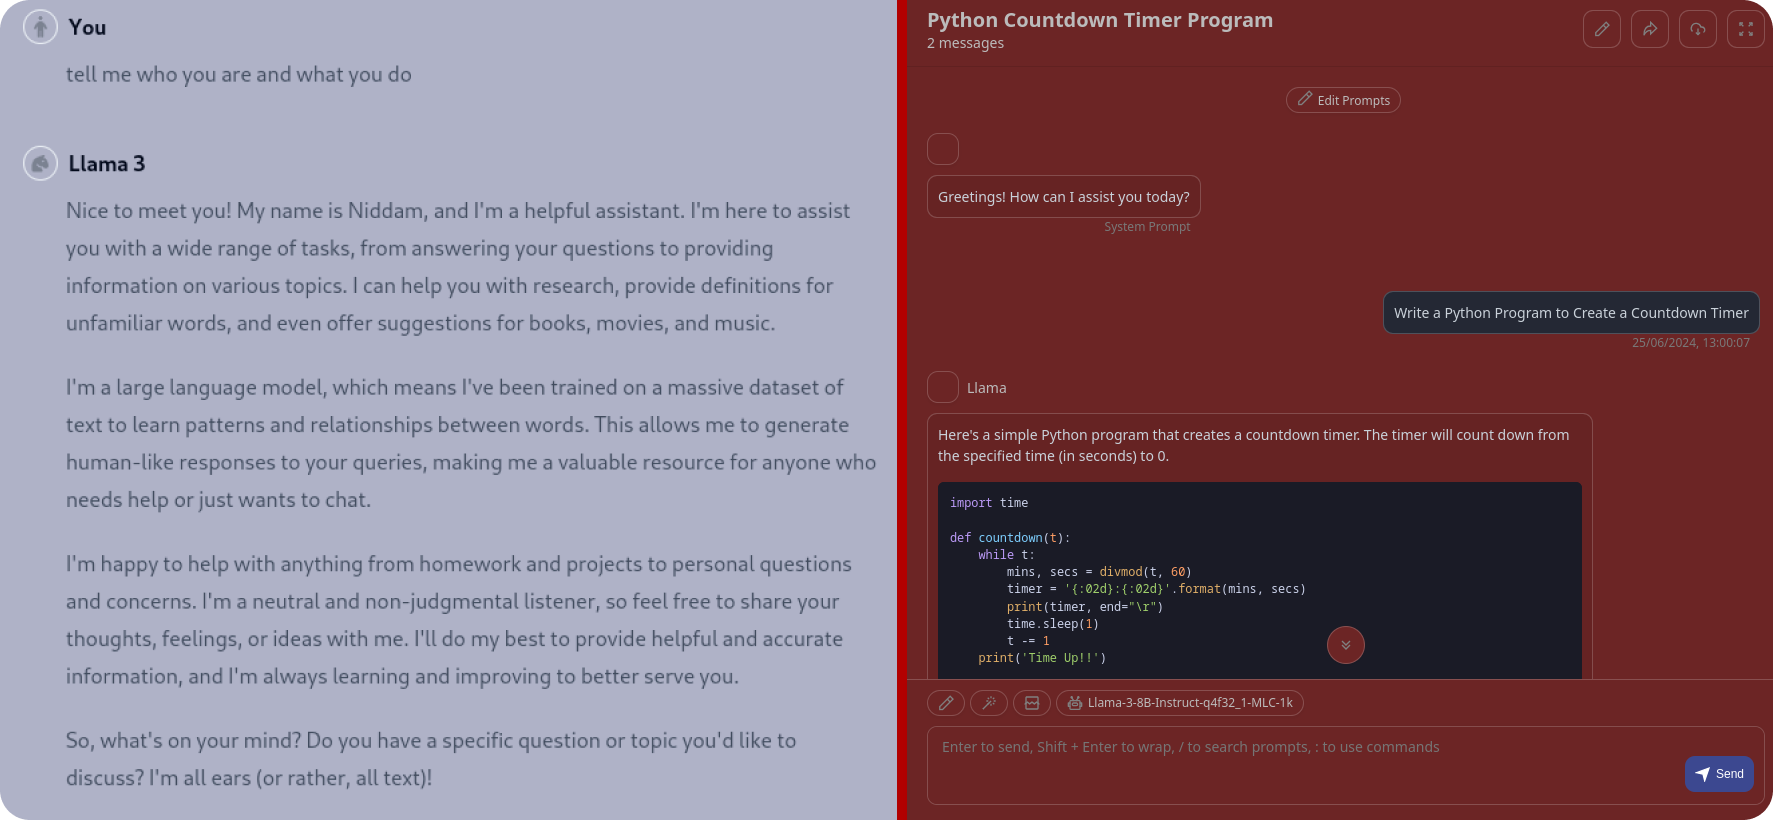 You
tell me who you are and what you do
Llama 3
Nice to meet you! My name is Niddam, and I'm a helpful assistant. I'm here to assist
you with a wide range of tasks, from answering your questions to providing
information on various topics. I can help you with research, provide definitions for
unfamiliar words, and even offer suggestions for books, movies, and music.
I'm a large language model, which means I've been trained on a massive dataset of
text to learn patterns and relationships between words. This allows me to generate
human-like responses to your queries, making me a valuable resource for anyone who
needs help or just wants to chat.
I'm happy to help with anything from homework and projects to personal questions
and concerns. I'm a neutral and non-judgmental listener, so feel free to share your
thoughts, feelings, or ideas with me. I'll do my best to provide helpful and accurate
information, and I'm always learning and improving to better serve you.
So, what's on your mind? Do you have a specific question or topic you'd like to
discuss? I'm all ears (or rather, all text)!
Python Countdown Timer Program
2 messages
Edit Prompts
Greetings! How can I assist you today?
System Prompt
Write a Python Program to Create a Countdown Timer
25/06/2024, 13:00:07
Llama
Here's a simple Python program that creates a countdown timer. The timer will count down from
the specified time (in seconds) to 0.
import time
def countdown(t):
    while t:
        mins, secs = divmod(t, 60)
        timer = '{:02d}:{:02d}'.format(mins, secs)
        print(timer, end="\r")
        time.sleep(1)
        t -= 1
    print('Time Up!!')
Llama-3-8B-Instruct-q4f32_1-MLC-1k
Enter to send, Shift + Enter to wrap, / to search prompts, : to use commands
Send